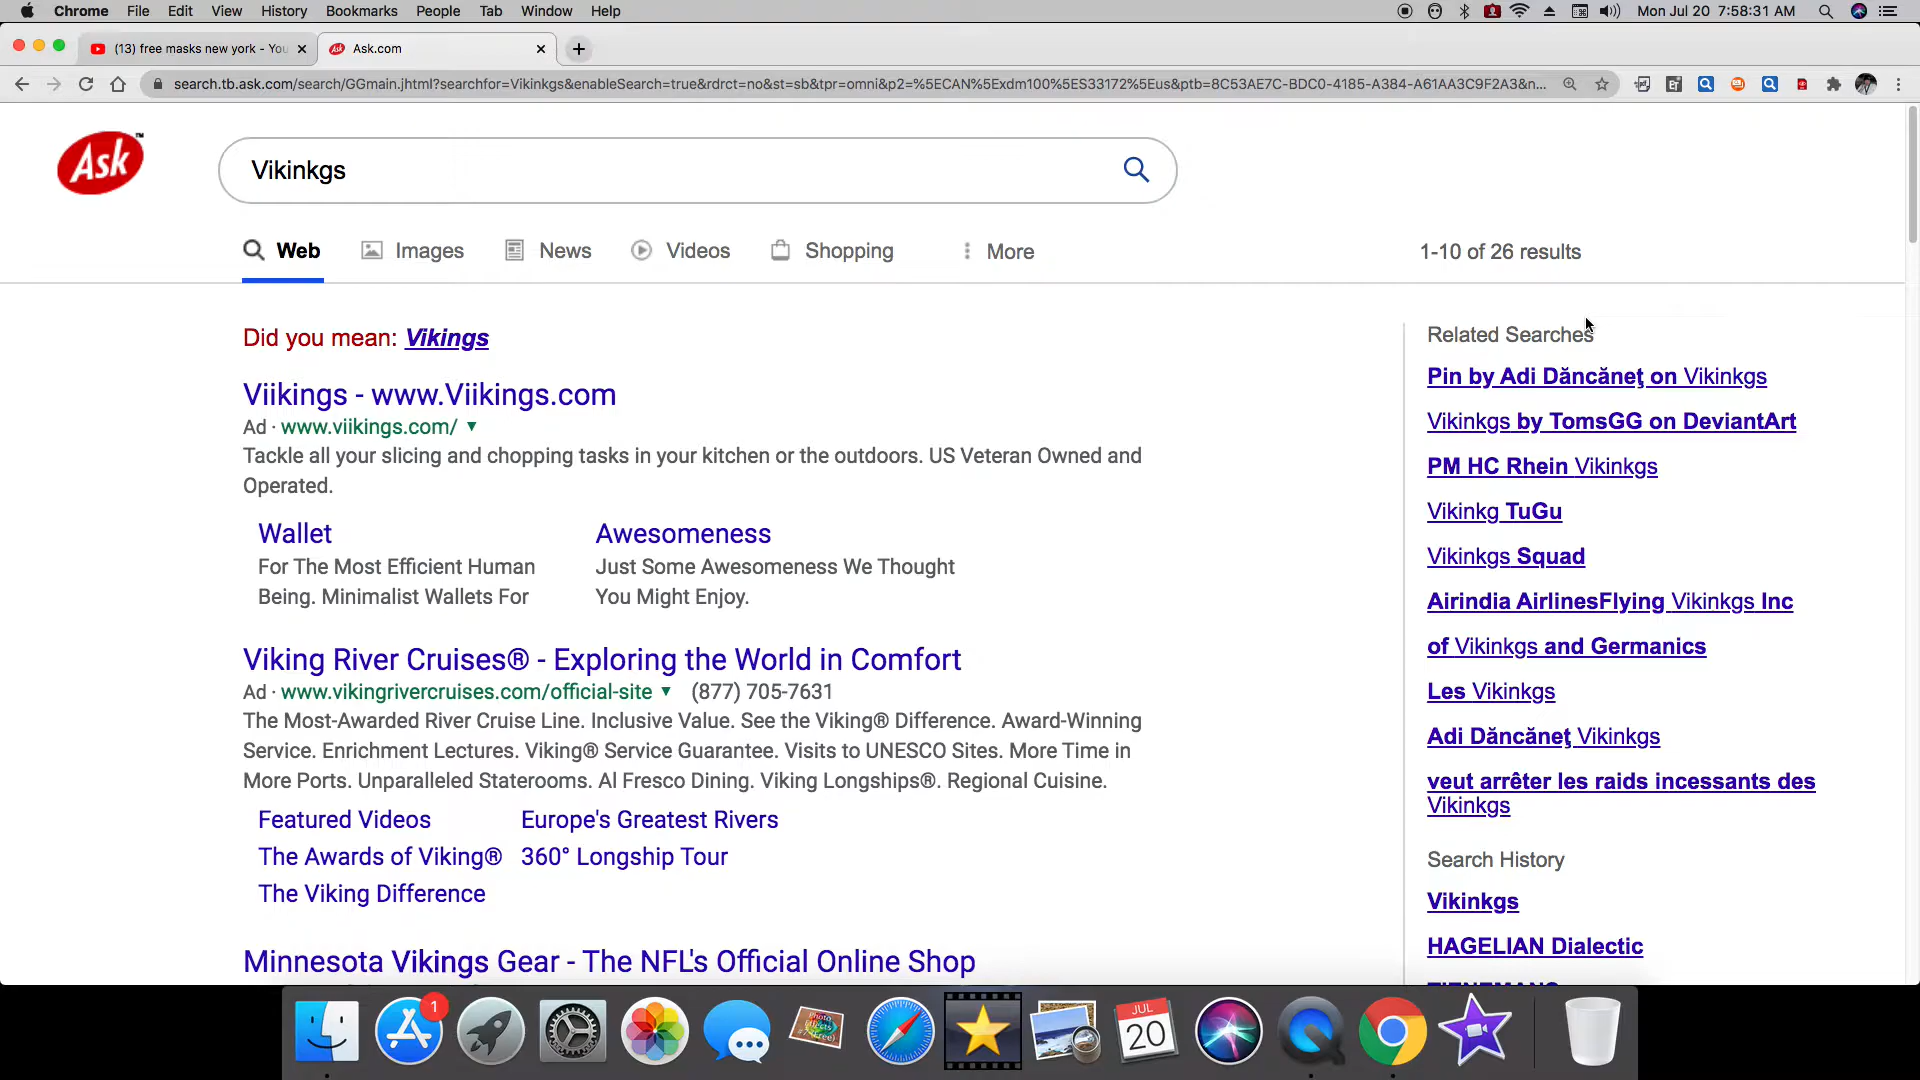 Chrome File Edit View History Bookmarks People Tab Window Help Mon Jul 20 7:58:31 AM
(13) free masks new york - You Ask.com
search.tb.ask.com/search/GGmain.jhtml?searchfor=Vikinkgs&enableSearch=true&rdrct=no&st=sb&tpr=omni&p2=%5ECAN%5Exdm100%5ES33172%5Eus&ptb=8C53AE7C-BDC0-4185-A384-A61AA3C9F2A3&n...
Ask™
Vikinkgs
Web Images News Videos Shopping More 1-10 of 26 results
Did you mean: Vikings
Viikings - www.Viikings.com
Ad · www.viikings.com/
Tackle all your slicing and chopping tasks in your kitchen or the outdoors. US Veteran Owned and
Operated.
Wallet
For The Most Efficient Human
Being. Minimalist Wallets For
Awesomeness
Just Some Awesomeness We Thought
You Might Enjoy.
Viking River Cruises® - Exploring the World in Comfort
Ad · www.vikingrivercruises.com/official-site (877) 705-7631
The Most-Awarded River Cruise Line. Inclusive Value. See the Viking® Difference. Award-Winning
Service. Enrichment Lectures. Viking® Service Guarantee. Visits to UNESCO Sites. More Time in
More Ports. Unparalleled Staterooms. Al Fresco Dining. Viking Longships®. Regional Cuisine.
Featured Videos Europe's Greatest Rivers
The Awards of Viking® 360° Longship Tour
The Viking Difference
Minnesota Vikings Gear - The NFL's Official Online Shop
Related Searches
Pin by Adi Dăncăneţ on Vikinkgs
Vikinkgs by TomsGG on DeviantArt
PM HC Rhein Vikinkgs
Vikinkg TuGu
Vikinkgs Squad
Airindia AirlinesFlying Vikinkgs Inc
of Vikinkgs and Germanics
Les Vikinkgs
Adi Dăncăneţ Vikinkgs
veut arrêter les raids incessants des
Vikinkgs
Search History
Vikinkgs
HAGELIAN Dialectic
1
JUL
20